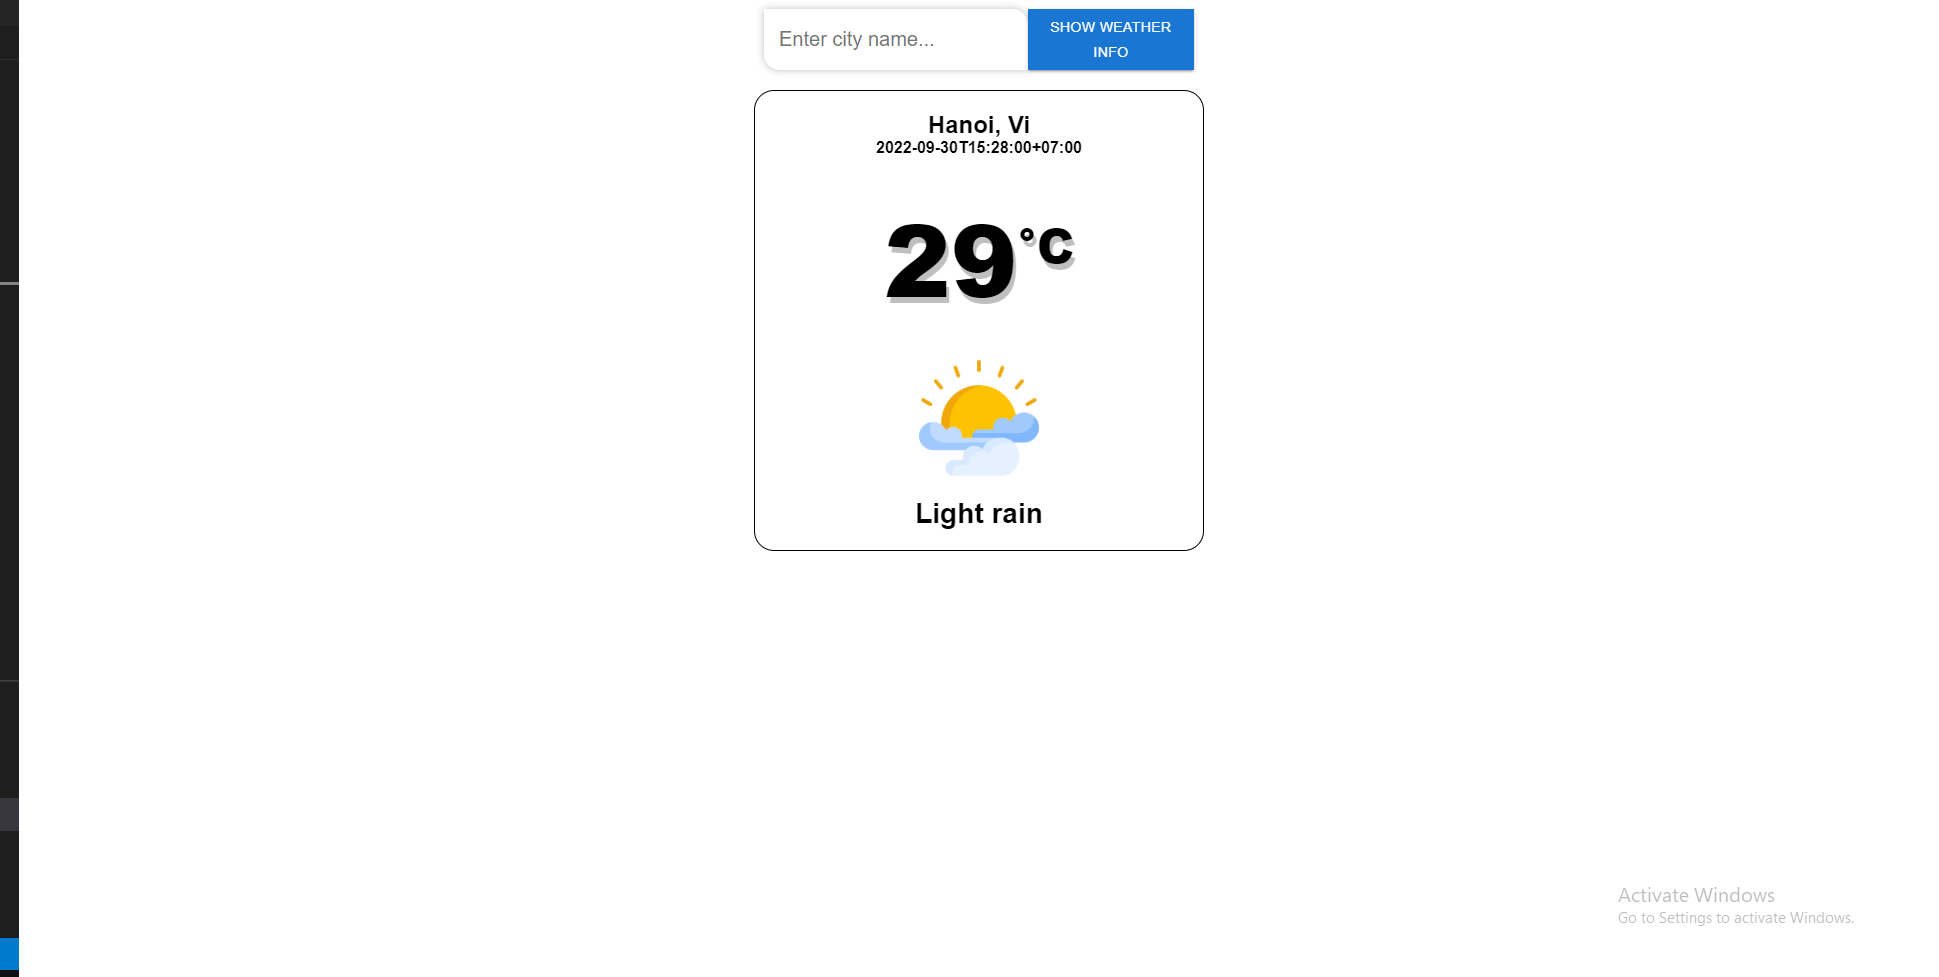 Enter city name...
SHOW WEATHER
INFO
Hanoi, Vi
2022-09-30T15:28:00+07:00
29°C
Light rain
Activate Windows
Go to Settings to activate Windows.